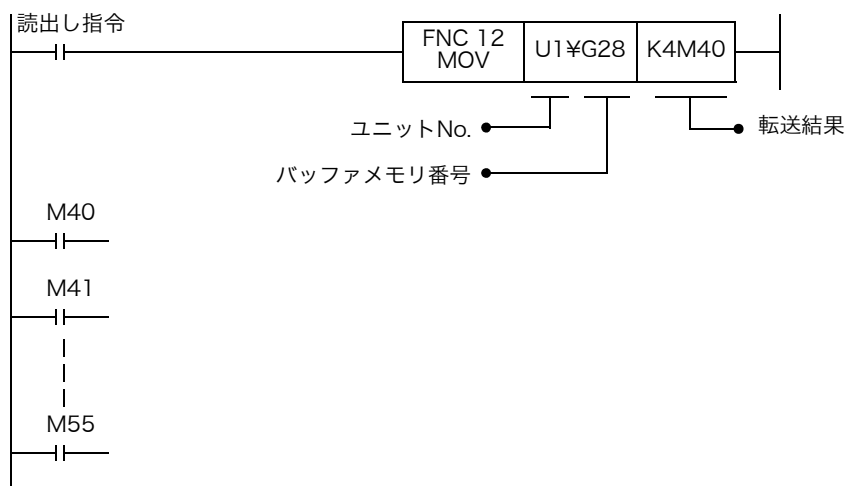 読出し指令
FNC 12
MOV
U1¥G28
K4M40
ユニットNo.
転送結果
バッファメモリ番号
M40
M41
M55